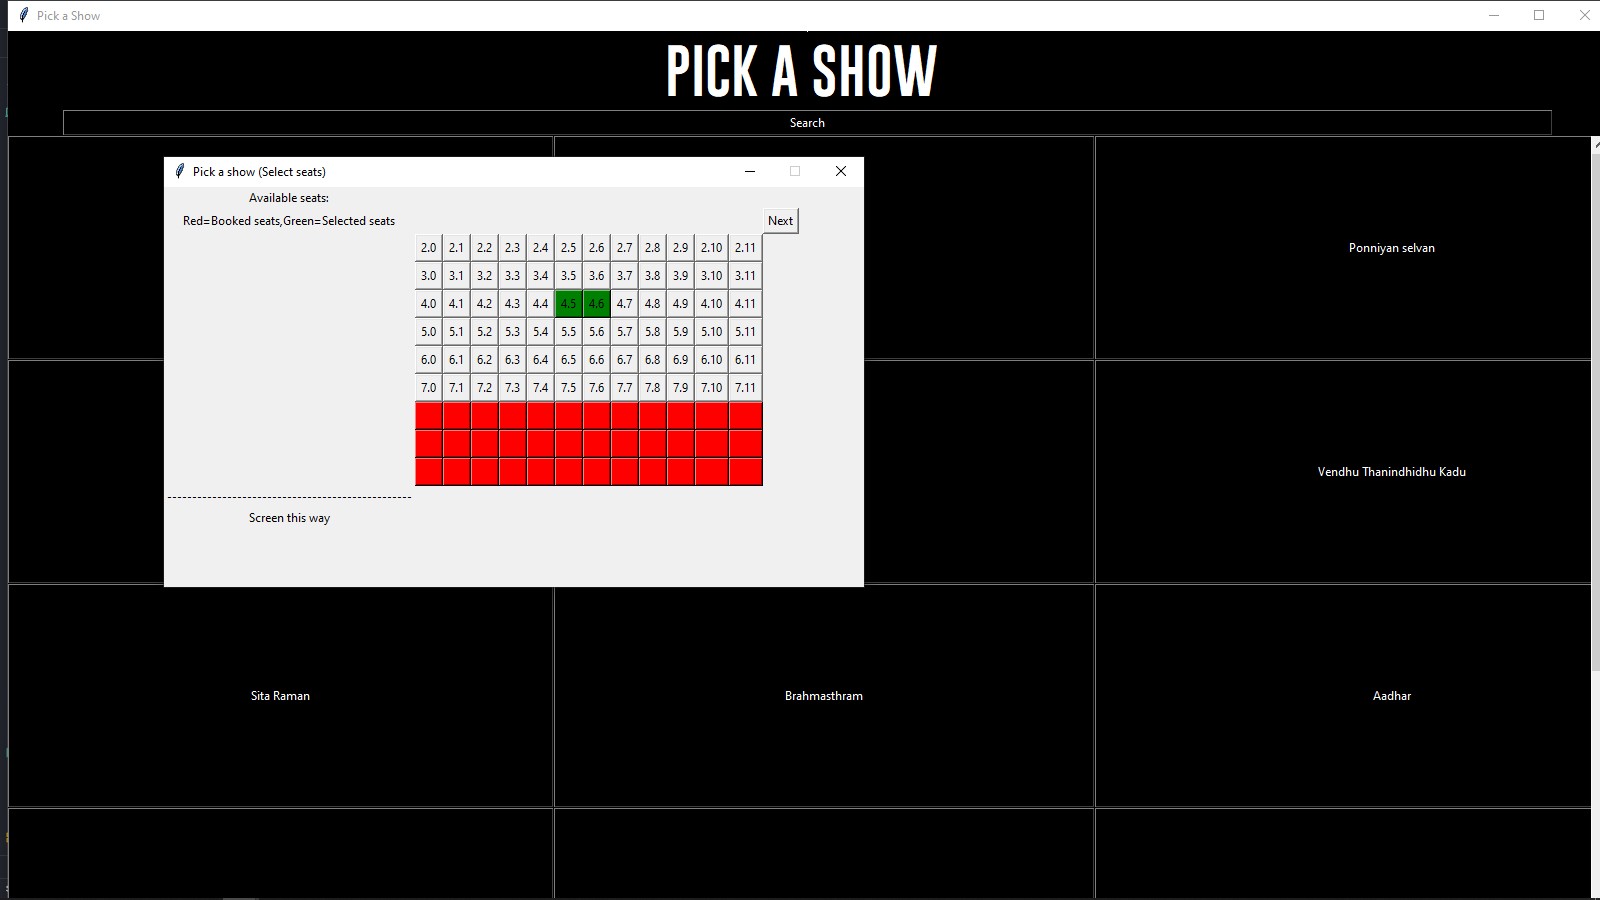 Pick a Show
PICK A SHOW
Search
Pick a show (Select seats)
Available seats:
Red=Booked seats,Green=Selected seats
Next
2.0 2.1 2.2 2.3 2.4 2.5 2.6 2.7 2.8 2.9 2.10 2.11
3.0 3.1 3.2 3.3 3.4 3.5 3.6 3.7 3.8 3.9 3.10 3.11
4.0 4.1 4.2 4.3 4.4 4.5 4.6 4.7 4.8 4.9 4.10 4.11
5.0 5.1 5.2 5.3 5.4 5.5 5.6 5.7 5.8 5.9 5.10 5.11
6.0 6.1 6.2 6.3 6.4 6.5 6.6 6.7 6.8 6.9 6.10 6.11
7.0 7.1 7.2 7.3 7.4 7.5 7.6 7.7 7.8 7.9 7.10 7.11
Screen this way
Ponniyan selvan
Vendhu Thanindhidhu Kadu
Sita Raman
Brahmasthram
Aadhar